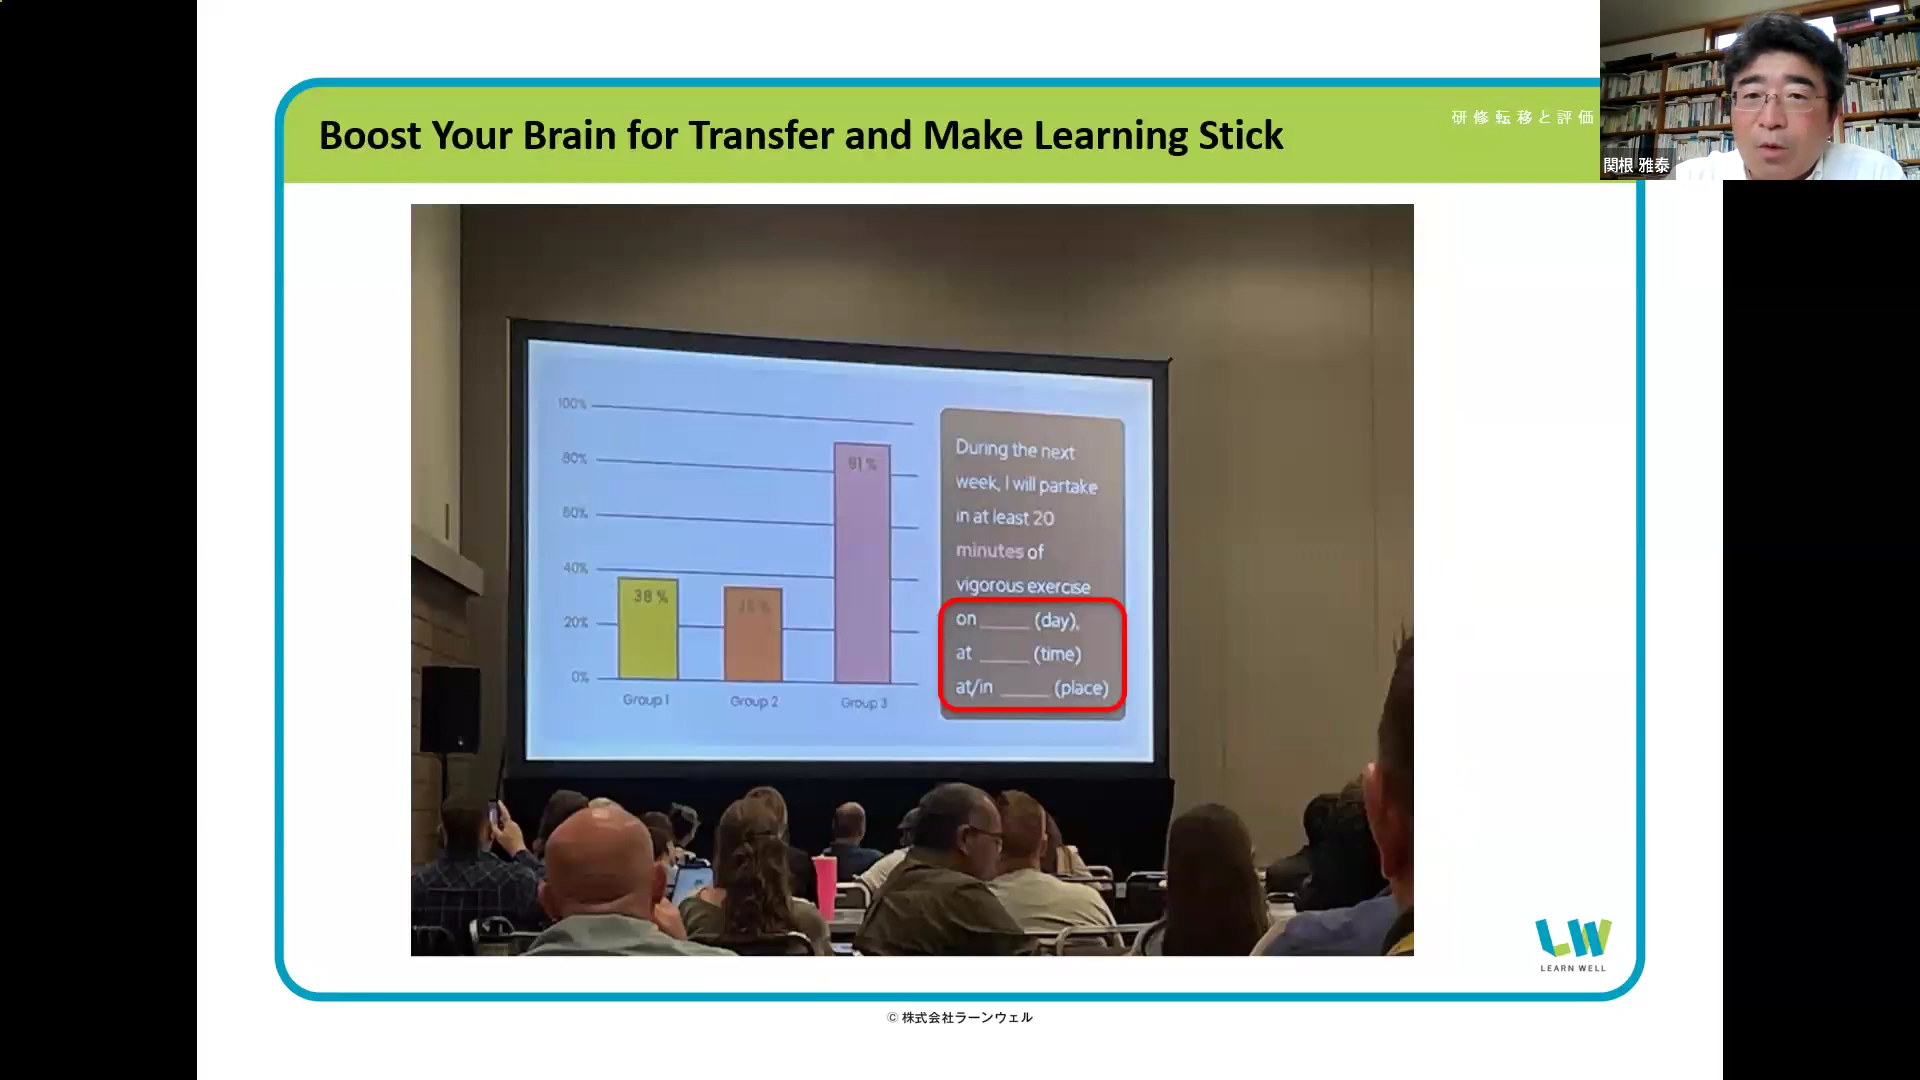 Boost Your Brain for Transfer and Make Learning Stick
研修転移と評価
関根 雅泰
100%
80%
60%
40%
20%
0%
38 %
91 %
Group 1
Group 2
Group 3
During the next
week, I will partake
in at least 20
minutes of
vigorous exercise
on _____ (day),
at _____ (time)
at/in _____ (place)
LW
LEARN WELL
© 株式会社ラーンウェル